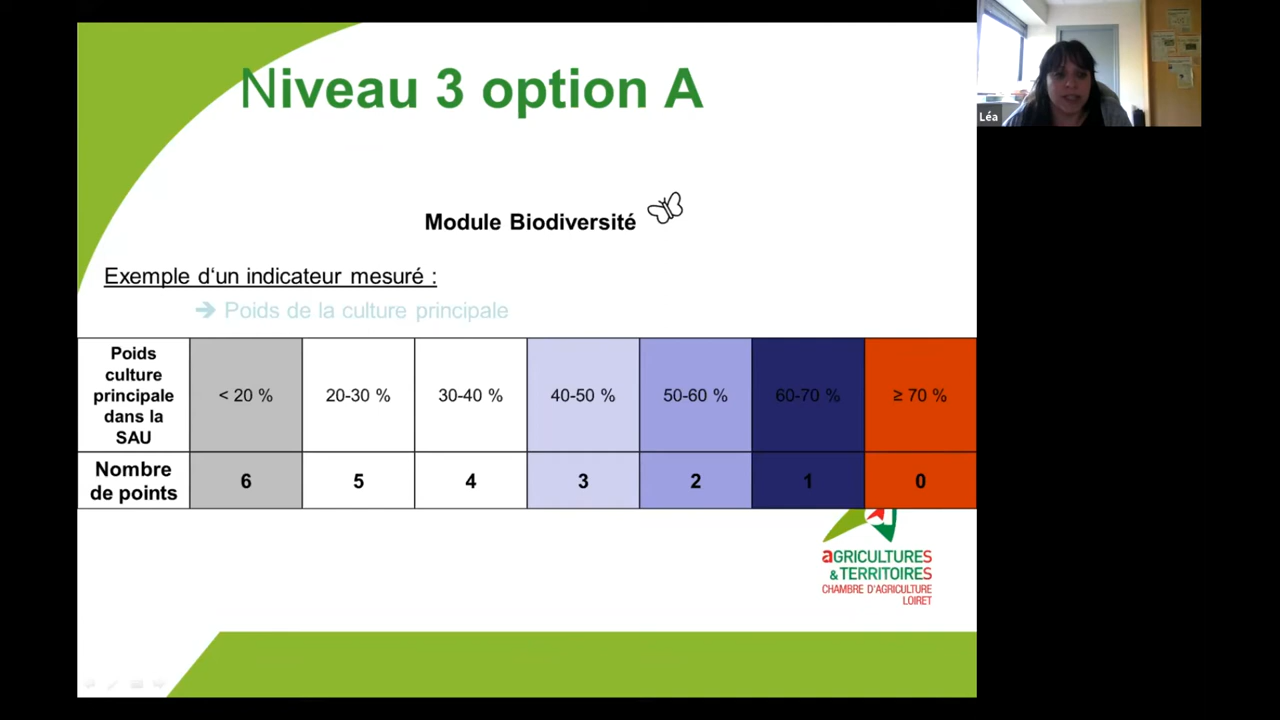 Niveau 3 option A
Léa
Module Biodiversité
Exemple d'un indicateur mesuré :
➔ Poids de la culture principale
Poids
culture
principale
dans la
SAU
< 20 %
20-30 %
30-40 %
40-50 %
50-60 %
60-70 %
≥ 70 %
Nombre
de points
6
5
4
3
2
1
0
aGRICULTURES
& TERRITOIRES
CHAMBRE D'AGRICULTURE
LOIRET